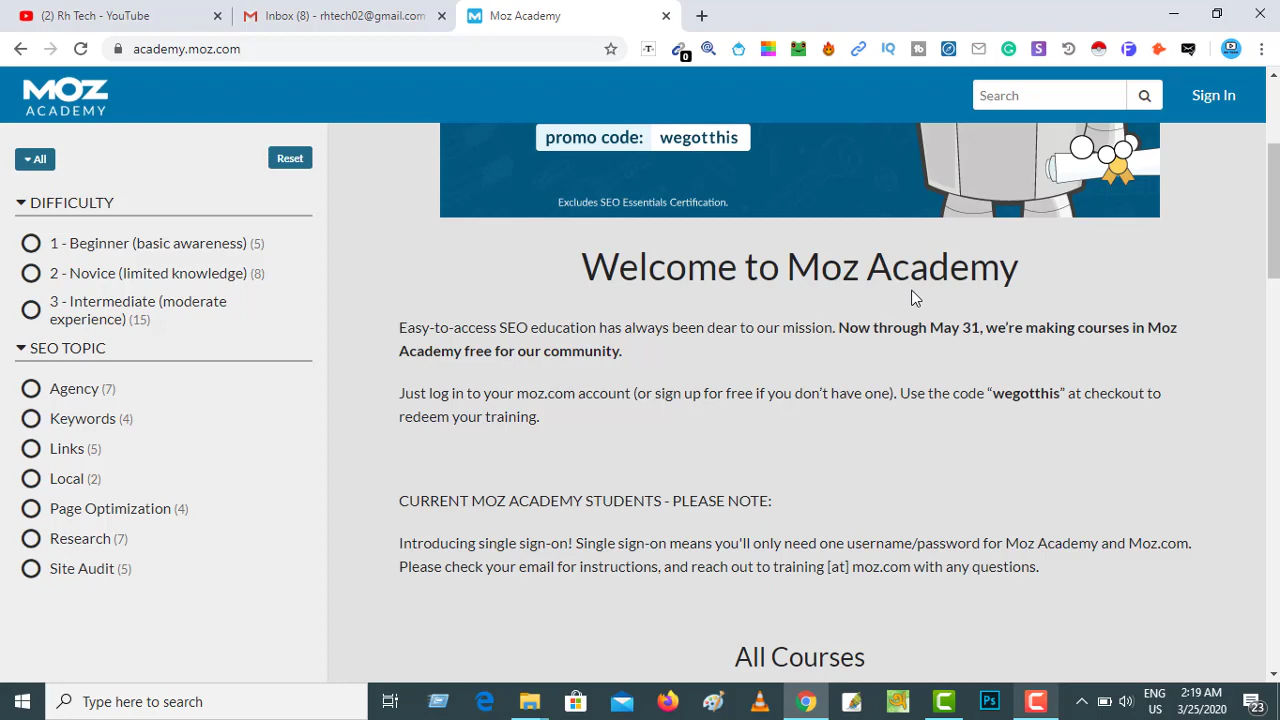 (2) Rh Tech - YouTube
Inbox (8) - rhtech02@gmail.com
Moz Academy
academy.moz.com
-T-
0
IQ
S
MOZ
ACADEMY
Search
Sign In
All
Reset
DIFFICULTY
1 - Beginner (basic awareness) (5)
2 - Novice (limited knowledge) (8)
3 - Intermediate (moderate
experience) (15)
SEO TOPIC
Agency (7)
Keywords (4)
Links (5)
Local (2)
Page Optimization (4)
Research (7)
Site Audit (5)
promo code: wegotthis
Excludes SEO Essentials Certification.
Welcome to Moz Academy
Easy-to-access SEO education has always been dear to our mission. Now through May 31, we’re making courses in Moz
Academy free for our community.
Just log in to your moz.com account (or sign up for free if you don’t have one). Use the code “wegotthis” at checkout to
redeem your training.
CURRENT MOZ ACADEMY STUDENTS - PLEASE NOTE:
Introducing single sign-on! Single sign-on means you'll only need one username/password for Moz Academy and Moz.com.
Please check your email for instructions, and reach out to training [at] moz.com with any questions.
All Courses
Type here to search
Ps
ENG
US
2:19 AM
3/25/2020
23